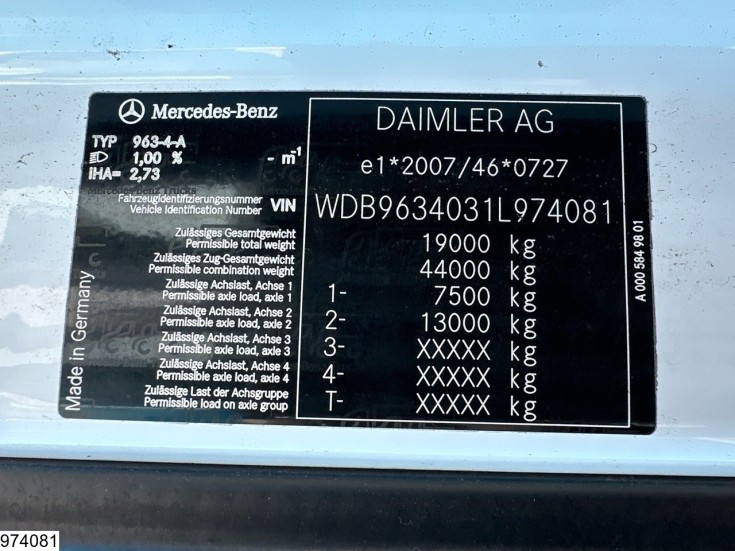 Mercedes-Benz
TYP 963-4-A
1,00 % - m⁻¹
iHA= 2,73
Mercedes-Benz Trucks
Fahrzeugidentifizierungsnummer
Vehicle Identification Number VIN
Zulässiges Gesamtgewicht
Permissible total weight
Zulässiges Zug-Gesamtgewicht
Permissible combination weight
Zulässige Achslast, Achse 1
Permissible axle load, axle 1
Zulässige Achslast, Achse 2
Permissible axle load, axle 2
Zulässige Achslast, Achse 3
Permissible axle load, axle 3
Zulässige Achslast, Achse 4
Permissible axle load, axle 4
Zulässige Last der Achsgruppe
Permissible load on axle group
Made in Germany
DAIMLER AG
e1*2007/46*0727
WDB9634031L974081
19000 kg
44000 kg
1- 7500 kg
2- 13000 kg
3- XXXXX kg
4- XXXXX kg
T- XXXXX kg
A 000 584 98 01
974081